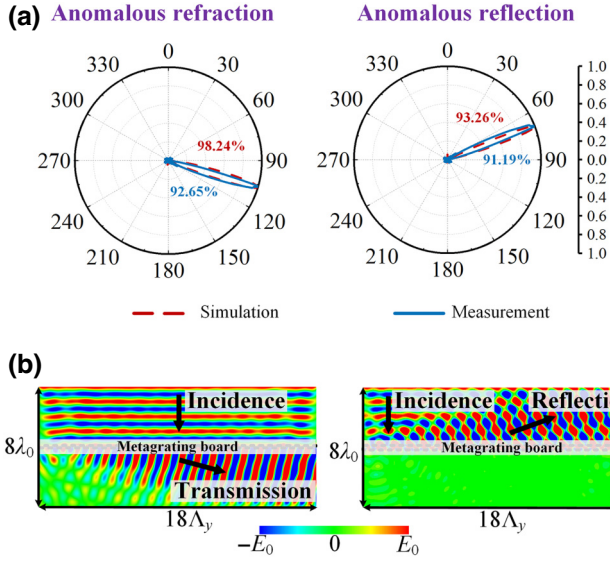 (a)
Anomalous refraction
Anomalous reflection
0
30
60
90
120
150
180
210
240
270
300
330
98.24%
92.65%
0
30
60
90
120
150
180
210
240
270
300
330
93.26%
91.19%
1.0
0.8
0.6
0.4
0.2
0.0
0.2
0.4
0.6
0.8
1.0
Simulation
Measurement
(b)
8λ₀
Incidence
Metagrating board
Transmission
18Λy
8λ₀
Incidence
Reflecti
Metagrating board
18Λy
−E₀
0
E₀